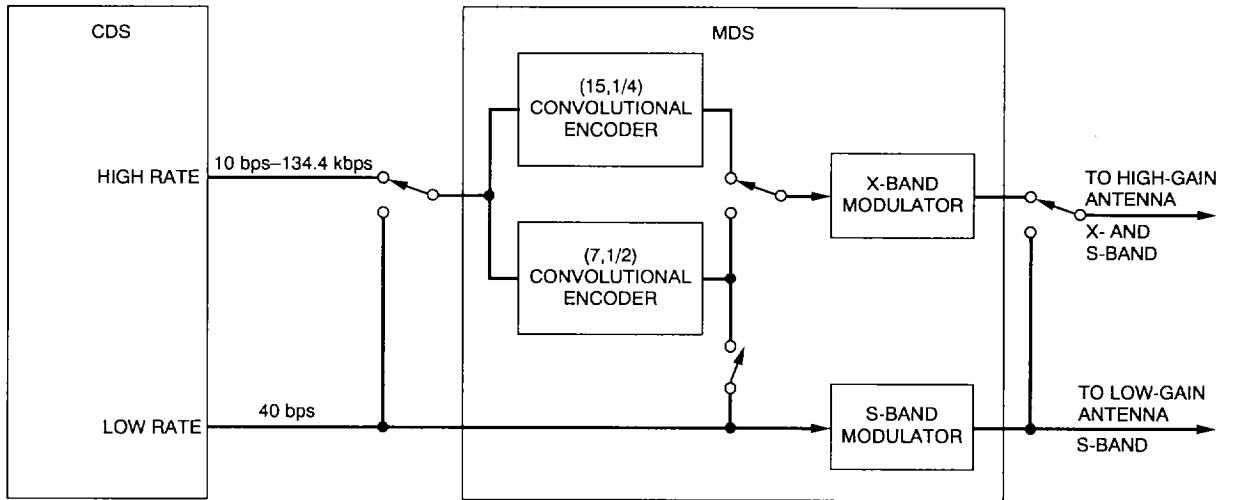 CDS
MDS
(15,1/4)
CONVOLUTIONAL
ENCODER
10 bps–134.4 kbps
HIGH RATE
X-BAND
MODULATOR
TO HIGH-GAIN
ANTENNA
X- AND
S-BAND
(7,1/2)
CONVOLUTIONAL
ENCODER
40 bps
LOW RATE
S-BAND
MODULATOR
TO LOW-GAIN
ANTENNA
S-BAND